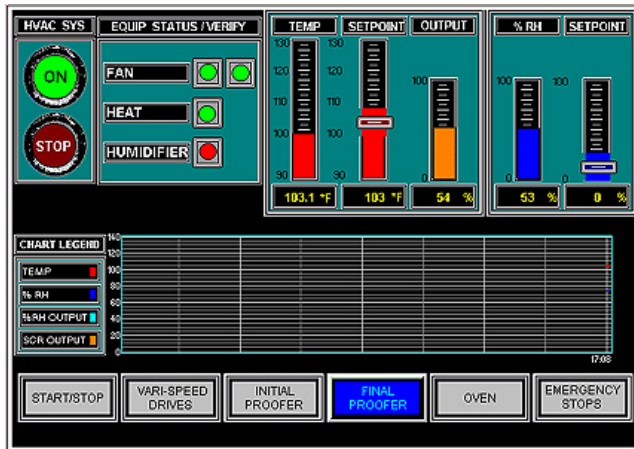 HVAC SYS
EQUIP STATUS/VERIFY
ON
STOP
FAN
HEAT
HUMIDIFIER
TEMP
SETPOINT
OUTPUT
% RH
SETPOINT
130
120
110
100
90
130
120
110
100
90
100
0
100
0
100
0
103.1 °F
103 °F
54 %
53 %
0 %
CHART LEGEND
TEMP
% RH
%RH OUTPUT
SCR OUTPUT
140
120
100
80
60
40
20
0
17:08
START/STOP
VARI-SPEED
DRIVES
INITIAL
PROOFER
FINAL
PROOFER
OVEN
EMERGENCY
STOPS